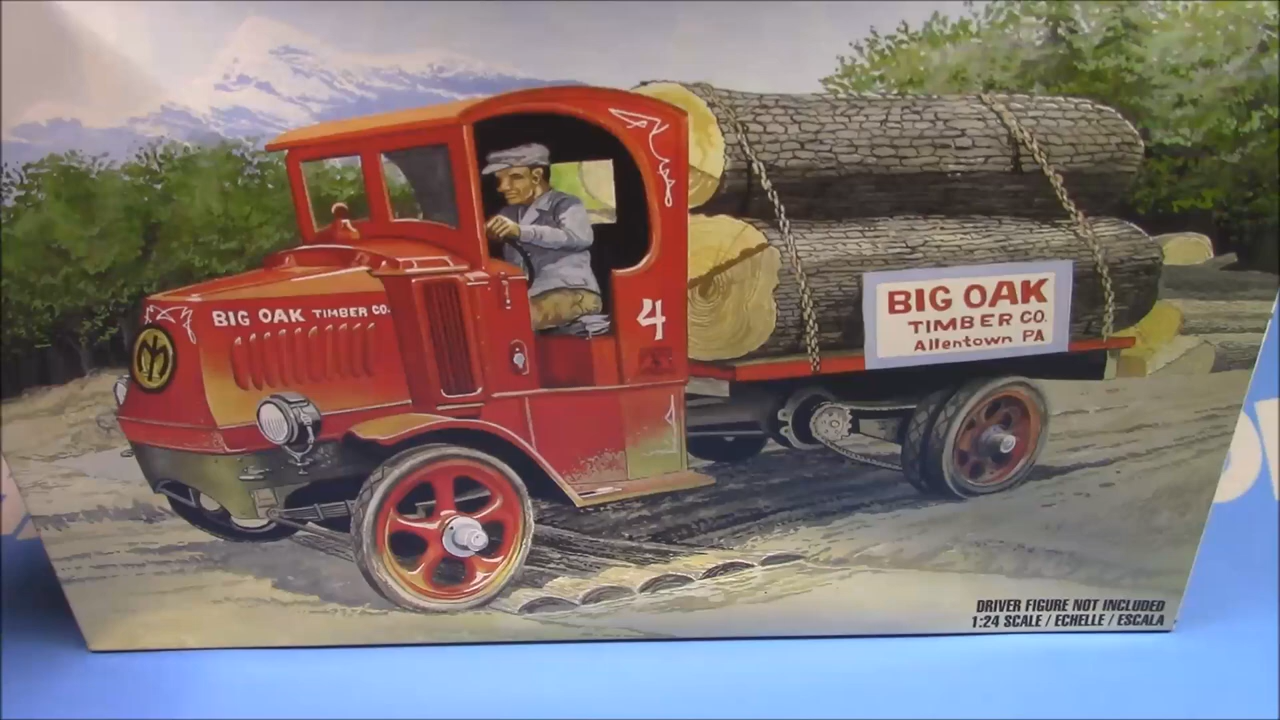 BIG OAK TIMBER CO.
4
BIG OAK
TIMBER CO.
Allentown PA
DRIVER FIGURE NOT INCLUDED
1:24 SCALE / ECHELLE / ESCALA